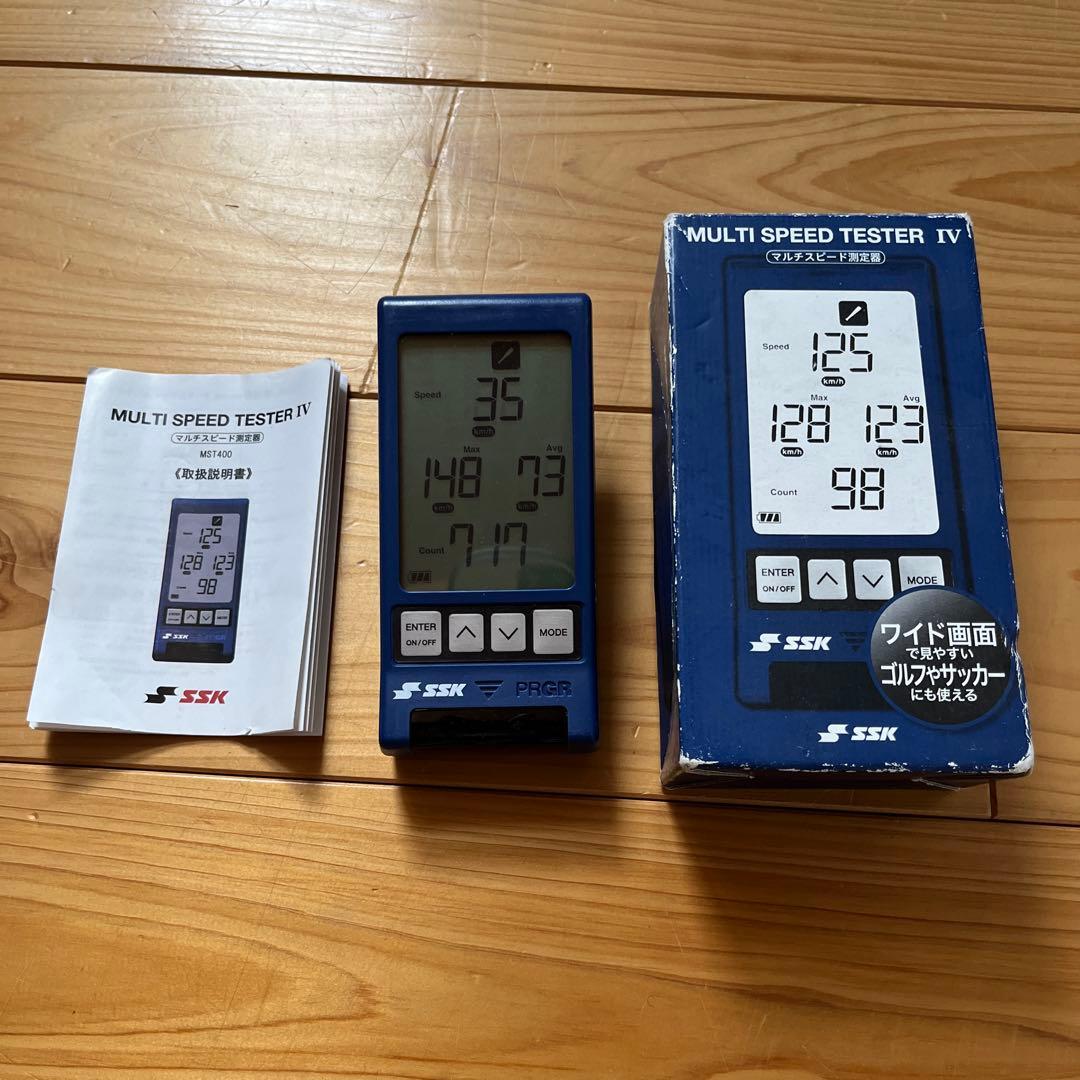 MULTI SPEED TESTER IV
マルチスピード測定器
MST400
《取扱説明書》
125
128 123
98
SSK
Speed
35
km/h
Max
Avg
148
73
km/h
km/h
Count
717
ENTER
ON/OFF
MODE
SSK
PRGR
MULTI SPEED TESTER IV
マルチスピード測定器
Speed
125
km/h
Max
Avg
128
123
km/h
km/h
Count
98
ENTER
ON/OFF
MODE
SSK
ワイド画面
で見やすい
ゴルフやサッカー
にも使える
SSK